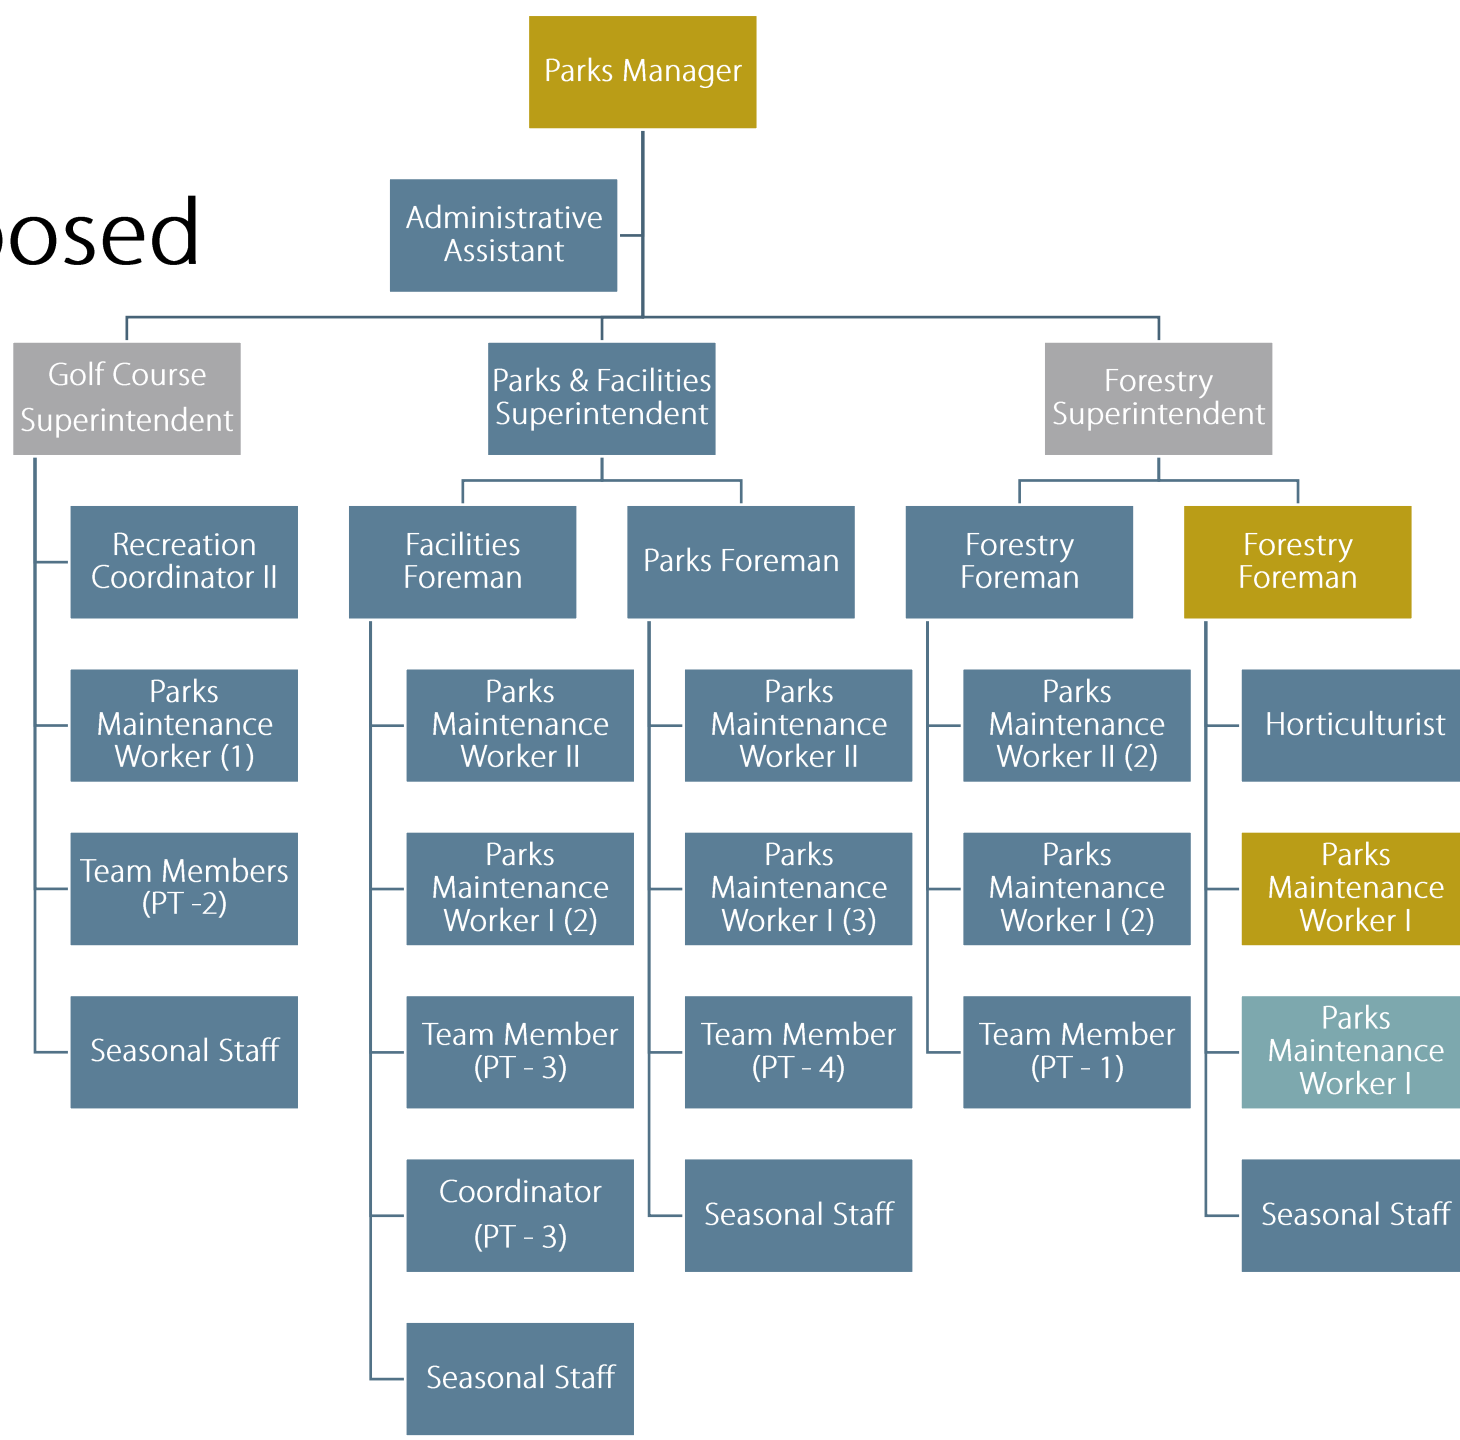 Parks Manager
Administrative
Assistant
posed
Golf Course
Superintendent
Parks & Facilities
Superintendent
Forestry
Superintendent
Recreation
Coordinator II
Facilities
Foreman
Parks Foreman
Forestry
Foreman
Forestry
Foreman
Parks
Maintenance
Worker (1)
Parks
Maintenance
Worker II
Parks
Maintenance
Worker II
Parks
Maintenance
Worker II (2)
Horticulturist
Team Members
(PT -2)
Parks
Maintenance
Worker I (2)
Parks
Maintenance
Worker I (3)
Parks
Maintenance
Worker I (2)
Parks
Maintenance
Worker I
Seasonal Staff
Team Member
(PT - 3)
Team Member
(PT - 4)
Team Member
(PT - 1)
Parks
Maintenance
Worker I
Coordinator
(PT - 3)
Seasonal Staff
Seasonal Staff
Seasonal Staff